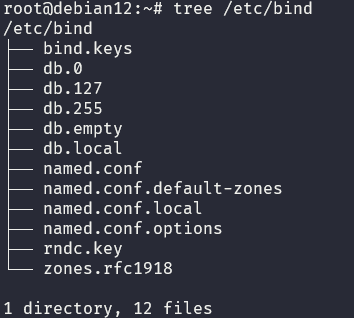 root@debian12:~# tree /etc/bind
/etc/bind
├── bind.keys
├── db.0
├── db.127
├── db.255
├── db.empty
├── db.local
├── named.conf
├── named.conf.default-zones
├── named.conf.local
├── named.conf.options
├── rndc.key
└── zones.rfc1918

1 directory, 12 files